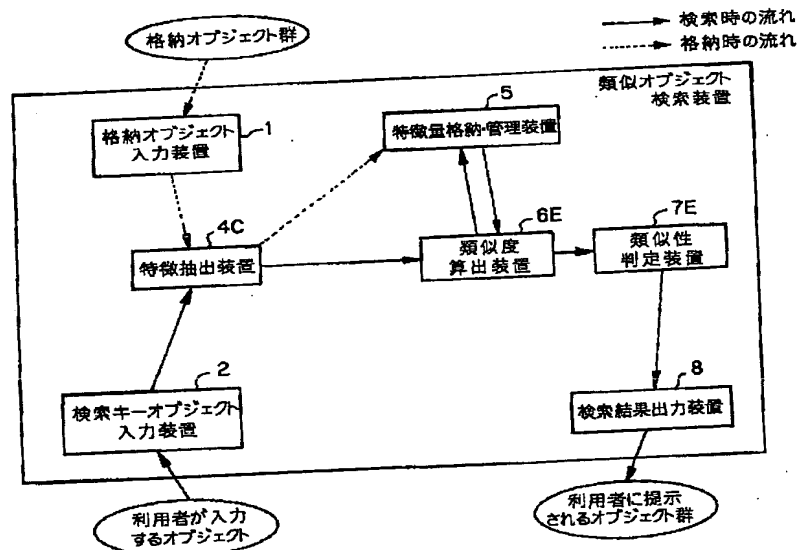 格納オブジェクト群
検索時の流れ
格納時の流れ
類似オブジェクト
検索装置
格納オブジェクト
入力装置
1
5
特徴量格納・管理装置
4C
特徴抽出装置
6E
類似度
算出装置
7E
類似性
判定装置
2
検索キーオブジェクト
入力装置
8
検索結果出力装置
利用者が入力
するオブジェクト
利用者に提示
されるオブジェクト群